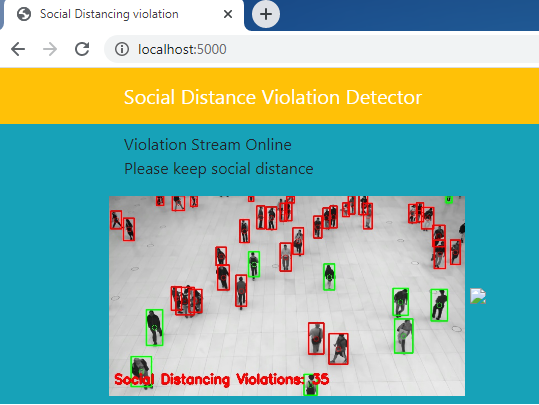 Social Distancing violation
localhost:5000
Social Distance Violation Detector
Violation Stream Online
Please keep social distance
Social Distancing Violations: 35